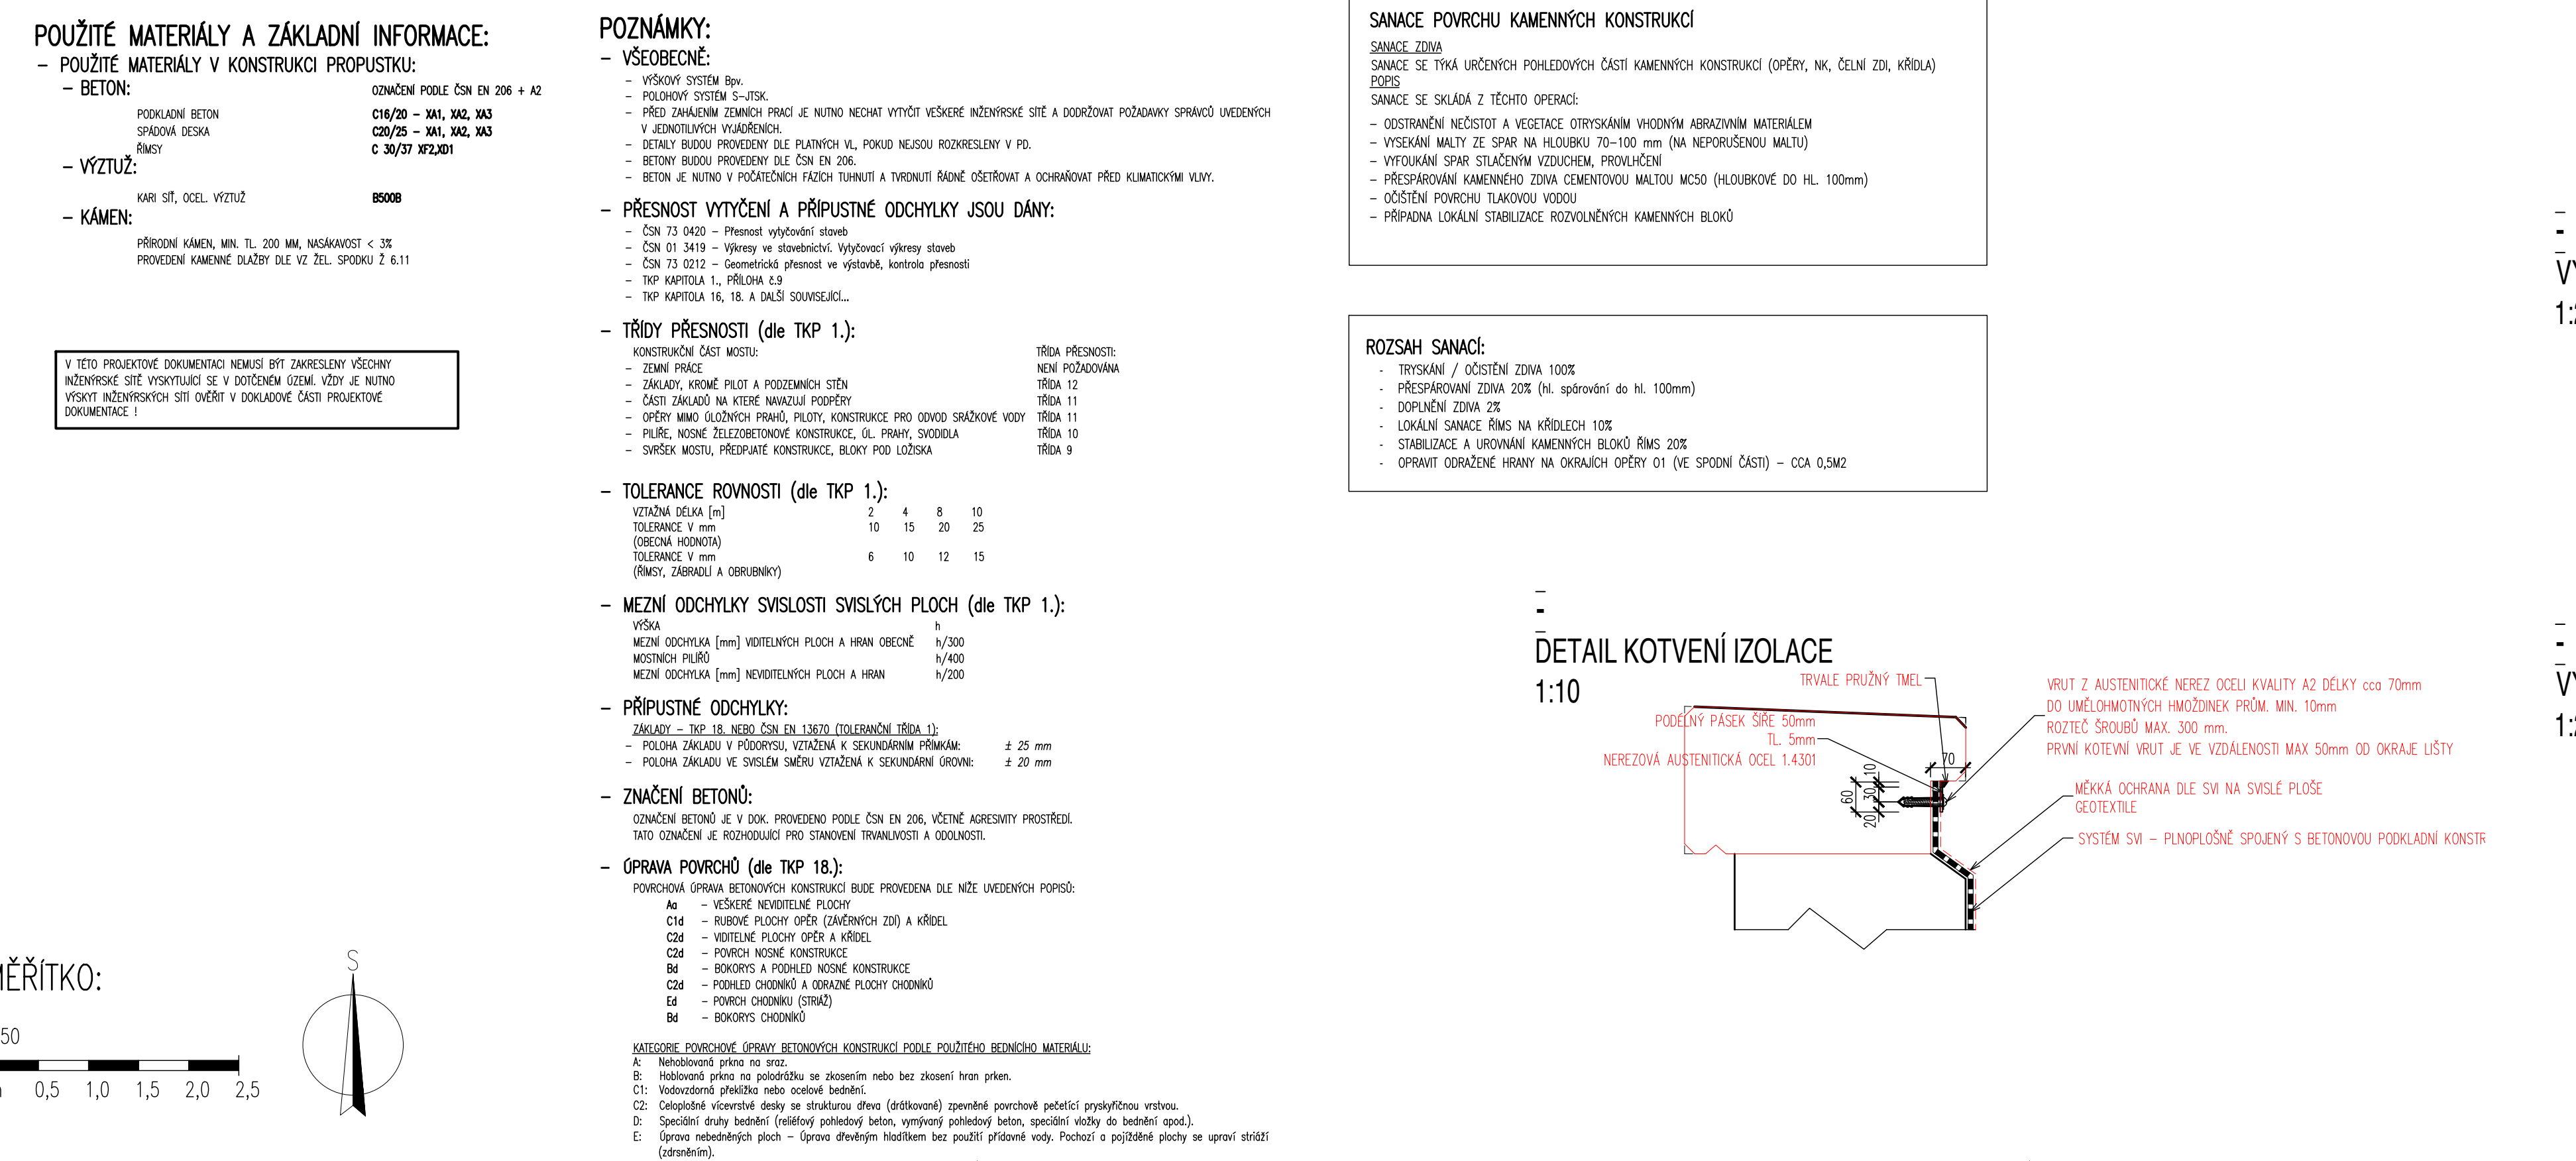 POUŽITÉ MATERIÁLY A ZÁKLADNÍ INFORMACE:
– POUŽITÉ MATERIÁLY V KONSTRUKCI PROPUSTKU:
– BETON: OZNAČENÍ PODLE ČSN EN 206 + A2
PODKLADNÍ BETON C16/20 – XA1, XA2, XA3
SPÁDOVÁ DESKA C20/25 – XA1, XA2, XA3
ŘÍMSY C 30/37 XF2,XD1
– VÝZTUŽ:
KARI SÍŤ, OCEL. VÝZTUŽ B500B
– KÁMEN:
PŘÍRODNÍ KÁMEN, MIN. TL. 200 MM, NASÁKAVOST < 3%
PROVEDENÍ KAMENNÉ DLAŽBY DLE VZ ŽEL. SPODKU Ž 6.11
V TÉTO PROJEKTOVÉ DOKUMENTACI NEMUSÍ BÝT ZAKRESLENY VŠECHNY
INŽENÝRSKÉ SÍTĚ VYSKYTUJÍCÍ SE V DOTČENÉM ÚZEMÍ. VŽDY JE NUTNO
VÝSKYT INŽENÝRSKÝCH SÍTÍ OVĚŘIT V DOKLADOVÉ ČÁSTI PROJEKTOVÉ
DOKUMENTACE !
MĚŘÍTKO:
50
0,5 1,0 1,5 2,0 2,5
S
POZNÁMKY:
– VŠEOBECNĚ:
– VÝŠKOVÝ SYSTÉM Bpv.
– POLOHOVÝ SYSTÉM S–JTSK.
– PŘED ZAHÁJENÍM ZEMNÍCH PRACÍ JE NUTNO NECHAT VYTYČIT VEŠKERÉ INŽENÝRSKÉ SÍTĚ A DODRŽOVAT POŽADAVKY SPRÁVCŮ UVEDENÝCH
V JEDNOTILIVÝCH VYJÁDŘENÍCH.
– DETAILY BUDOU PROVEDENY DLE PLATNÝCH VL, POKUD NEJSOU ROZKRESLENY V PD.
– BETONY BUDOU PROVEDENY DLE ČSN EN 206.
– BETON JE NUTNO V POČÁTEČNÍCH FÁZÍCH TUHNUTÍ A TVRDNUTÍ ŘÁDNĚ OŠETŘOVAT A OCHRAŇOVAT PŘED KLIMATICKÝMI VLIVY.
– PŘESNOST VYTYČENÍ A PŘÍPUSTNÉ ODCHYLKY JSOU DÁNY:
– ČSN 73 0420 – Přesnost vytyčování staveb
– ČSN 01 3419 – Výkresy ve stavebnictví. Vytyčovací výkresy staveb
– ČSN 73 0212 – Geometrická přesnost ve výstavbě, kontrola přesnosti
– TKP KAPITOLA 1., PŘÍLOHA č.9
– TKP KAPITOLA 16, 18. A DALŠÍ SOUVISEJÍCÍ...
– TŘÍDY PŘESNOSTI (dle TKP 1.):
KONSTRUKČNÍ ČÁST MOSTU: TŘÍDA PŘESNOSTI:
– ZEMNÍ PRÁCE NENÍ POŽADOVÁNA
– ZÁKLADY, KROMĚ PILOT A PODZEMNÍCH STĚN TŘÍDA 12
– ČÁSTI ZÁKLADŮ NA KTERÉ NAVAZUJÍ PODPĚRY TŘÍDA 11
– OPĚRY MIMO ÚLOŽNÝCH PRAHŮ, PILOTY, KONSTRUKCE PRO ODVOD SRÁŽKOVÉ VODY TŘÍDA 11
– PILÍŘE, NOSNÉ ŽELEZOBETONOVÉ KONSTRUKCE, ÚL. PRAHY, SVODIDLA TŘÍDA 10
– SVRŠEK MOSTU, PŘEDPJATÉ KONSTRUKCE, BLOKY POD LOŽISKA TŘÍDA 9
– TOLERANCE ROVNOSTI (dle TKP 1.):
VZTAŽNÁ DÉLKA [m] 2 4 8 10
TOLERANCE V mm 10 15 20 25
(OBECNÁ HODNOTA)
TOLERANCE V mm 6 10 12 15
(ŘÍMSY, ZÁBRADLÍ A OBRUBNÍKY)
– MEZNÍ ODCHYLKY SVISLOSTI SVISLÝCH PLOCH (dle TKP 1.):
VÝŠKA h
MEZNÍ ODCHYLKA [mm] VIDITELNÝCH PLOCH A HRAN OBECNĚ h/300
MOSTNÍCH PILÍŘŮ h/400
MEZNÍ ODCHYLKA [mm] NEVIDITELNÝCH PLOCH A HRAN h/200
– PŘÍPUSTNÉ ODCHYLKY:
ZÁKLADY – TKP 18. NEBO ČSN EN 13670 (TOLERANČNÍ TŘÍDA 1):
– POLOHA ZÁKLADU V PŮDORYSU, VZTAŽENÁ K SEKUNDÁRNÍM PŘÍMKÁM: ± 25 mm
– POLOHA ZÁKLADU VE SVISLÉM SMĚRU VZTAŽENÁ K SEKUNDÁRNÍ ÚROVNI: ± 20 mm
– ZNAČENÍ BETONŮ:
OZNAČENÍ BETONŮ JE V DOK. PROVEDENO PODLE ČSN EN 206, VČETNĚ AGRESIVITY PROSTŘEDÍ.
TATO OZNAČENÍ JE ROZHODUJÍCÍ PRO STANOVENÍ TRVANLIVOSTI A ODOLNOSTI.
– ÚPRAVA POVRCHŮ (dle TKP 18.):
POVRCHOVÁ ÚPRAVA BETONOVÝCH KONSTRUKCÍ BUDE PROVEDENA DLE NÍŽE UVEDENÝCH POPISŮ:
Aa – VEŠKERÉ NEVIDITELNÉ PLOCHY
C1d – RUBOVÉ PLOCHY OPĚR (ZÁVĚRNÝCH ZDÍ) A KŘÍDEL
C2d – VIDITELNÉ PLOCHY OPĚR A KŘÍDEL
C2d – POVRCH NOSNÉ KONSTRUKCE
Bd – BOKORYS A PODHLED NOSNÉ KONSTRUKCE
C2d – PODHLED CHODNÍKŮ A ODRAZNÉ PLOCHY CHODNÍKŮ
Ed – POVRCH CHODNÍKU (STRIÁŽ)
Bd – BOKORYS CHODNÍKŮ
KATEGORIE POVRCHOVÉ ÚPRAVY BETONOVÝCH KONSTRUKCÍ PODLE POUŽITÉHO BEDNÍCÍHO MATERIÁLU:
A: Nehoblovaná prkna na sraz.
B: Hoblovaná prkna na polodrážku se zkosením nebo bez zkosení hran prken.
C1: Vodovzdorná překližka nebo ocelové bednění.
C2: Celoplošné vícevrstvé desky se strukturou dřeva (drátkované) zpevněné povrchově pečetící pryskyřičnou vrstvou.
D: Speciální druhy bednění (reliéfový pohledový beton, vymývaný pohledový beton, speciální vložky do bednění apod.).
E: Úprava nebedněných ploch – Úprava dřevěným hladítkem bez použití přídavné vody. Pochozí a pojížděné plochy se upraví striáží
(zdrsněním).
SANACE POVRCHU KAMENNÝCH KONSTRUKCÍ
SANACE ZDIVA
SANACE SE TÝKÁ URČENÝCH POHLEDOVÝCH ČÁSTÍ KAMENNÝCH KONSTRUKCÍ (OPĚRY, NK, ČELNÍ ZDI, KŘÍDLA)
POPIS
SANACE SE SKLÁDÁ Z TĚCHTO OPERACÍ:
– ODSTRANĚNÍ NEČISTOT A VEGETACE OTRYSKÁNÍM VHODNÝM ABRAZIVNÍM MATERIÁLEM
– VYSEKÁNÍ MALTY ZE SPAR NA HLOUBKU 70–100 mm (NA NEPORUŠENOU MALTU)
– VYFOUKÁNÍ SPAR STLAČENÝM VZDUCHEM, PROVLHČENÍ
– PŘESPÁROVÁNÍ KAMENNÉHO ZDIVA CEMENTOVOU MALTOU MC50 (HLOUBKOVÉ DO HL. 100mm)
– OČIŠTĚNÍ POVRCHU TLAKOVOU VODOU
– PŘÍPADNA LOKÁLNÍ STABILIZACE ROZVOLNĚNÝCH KAMENNÝCH BLOKŮ
ROZSAH SANACÍ:
- TRYSKÁNÍ / OČISTĚNÍ ZDIVA 100%
- PŘESPÁROVANÍ ZDIVA 20% (hl. spárování do hl. 100mm)
- DOPLNĚNÍ ZDIVA 2%
- LOKÁLNÍ SANACE ŘÍMS NA KŘÍDLECH 10%
- STABILIZACE A UROVNÁNÍ KAMENNÝCH BLOKŮ ŘÍMS 20%
- OPRAVIT ODRAŽENÉ HRANY NA OKRAJÍCH OPĚRY O1 (VE SPODNÍ ČÁSTI) – CCA 0,5M2
DETAIL KOTVENÍ IZOLACE
1:10
TRVALE PRUŽNÝ TMEL
PODÉLNÝ PÁSEK ŠÍŘE 50mm
TL. 5mm
NEREZOVÁ AUSTENITICKÁ OCEL 1.4301
70
10
30
60
20
VRUT Z AUSTENITICKÉ NEREZ OCELI KVALITY A2 DÉLKY cca 70mm
DO UMĚLOHMOTNÝCH HMOŽDINEK PRŮM. MIN. 10mm
ROZTEČ ŠROUBŮ MAX. 300 mm.
PRVNÍ KOTEVNÍ VRUT JE VE VZDÁLENOSTI MAX 50mm OD OKRAJE LIŠTY
MĚKKÁ OCHRANA DLE SVI NA SVISLÉ PLOŠE
GEOTEXTILIE
SYSTÉM SVI – PLNOPLOŠNĚ SPOJENÝ S BETONOVOU PODKLADNÍ KONSTR